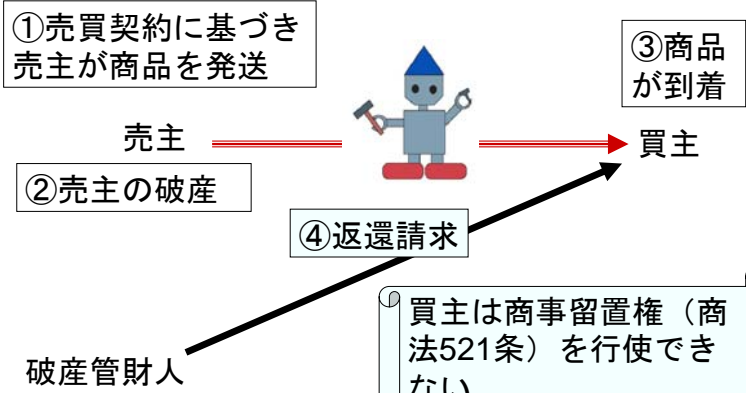 ①売買契約に基づき
売主が商品を発送
③商品
が到着
売主
買主
②売主の破産
④返還請求
買主は商事留置権（商
法521条）を行使でき
ない
破産管財人